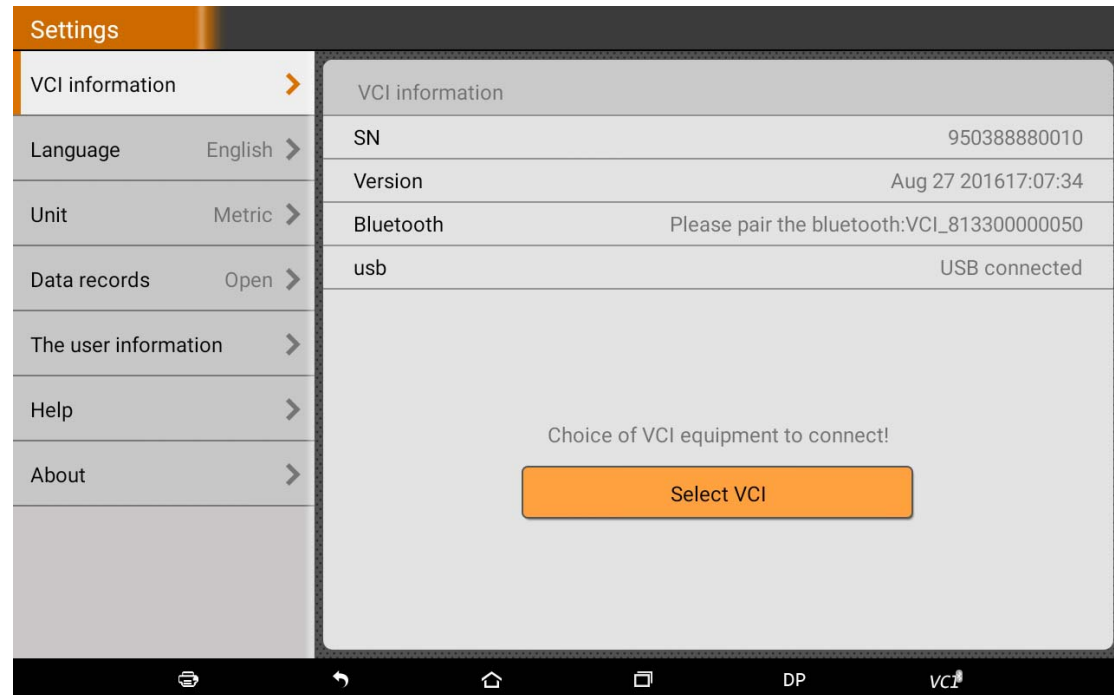 Settings
VCI information
Language English
Unit Metric
Data records Open
The user information
Help
About
VCI information
SN 950388880010
Version Aug 27 201617:07:34
Bluetooth Please pair the bluetooth:VCI_813300000050
usb USB connected
Choice of VCI equipment to connect!
Select VCI
DP VCI